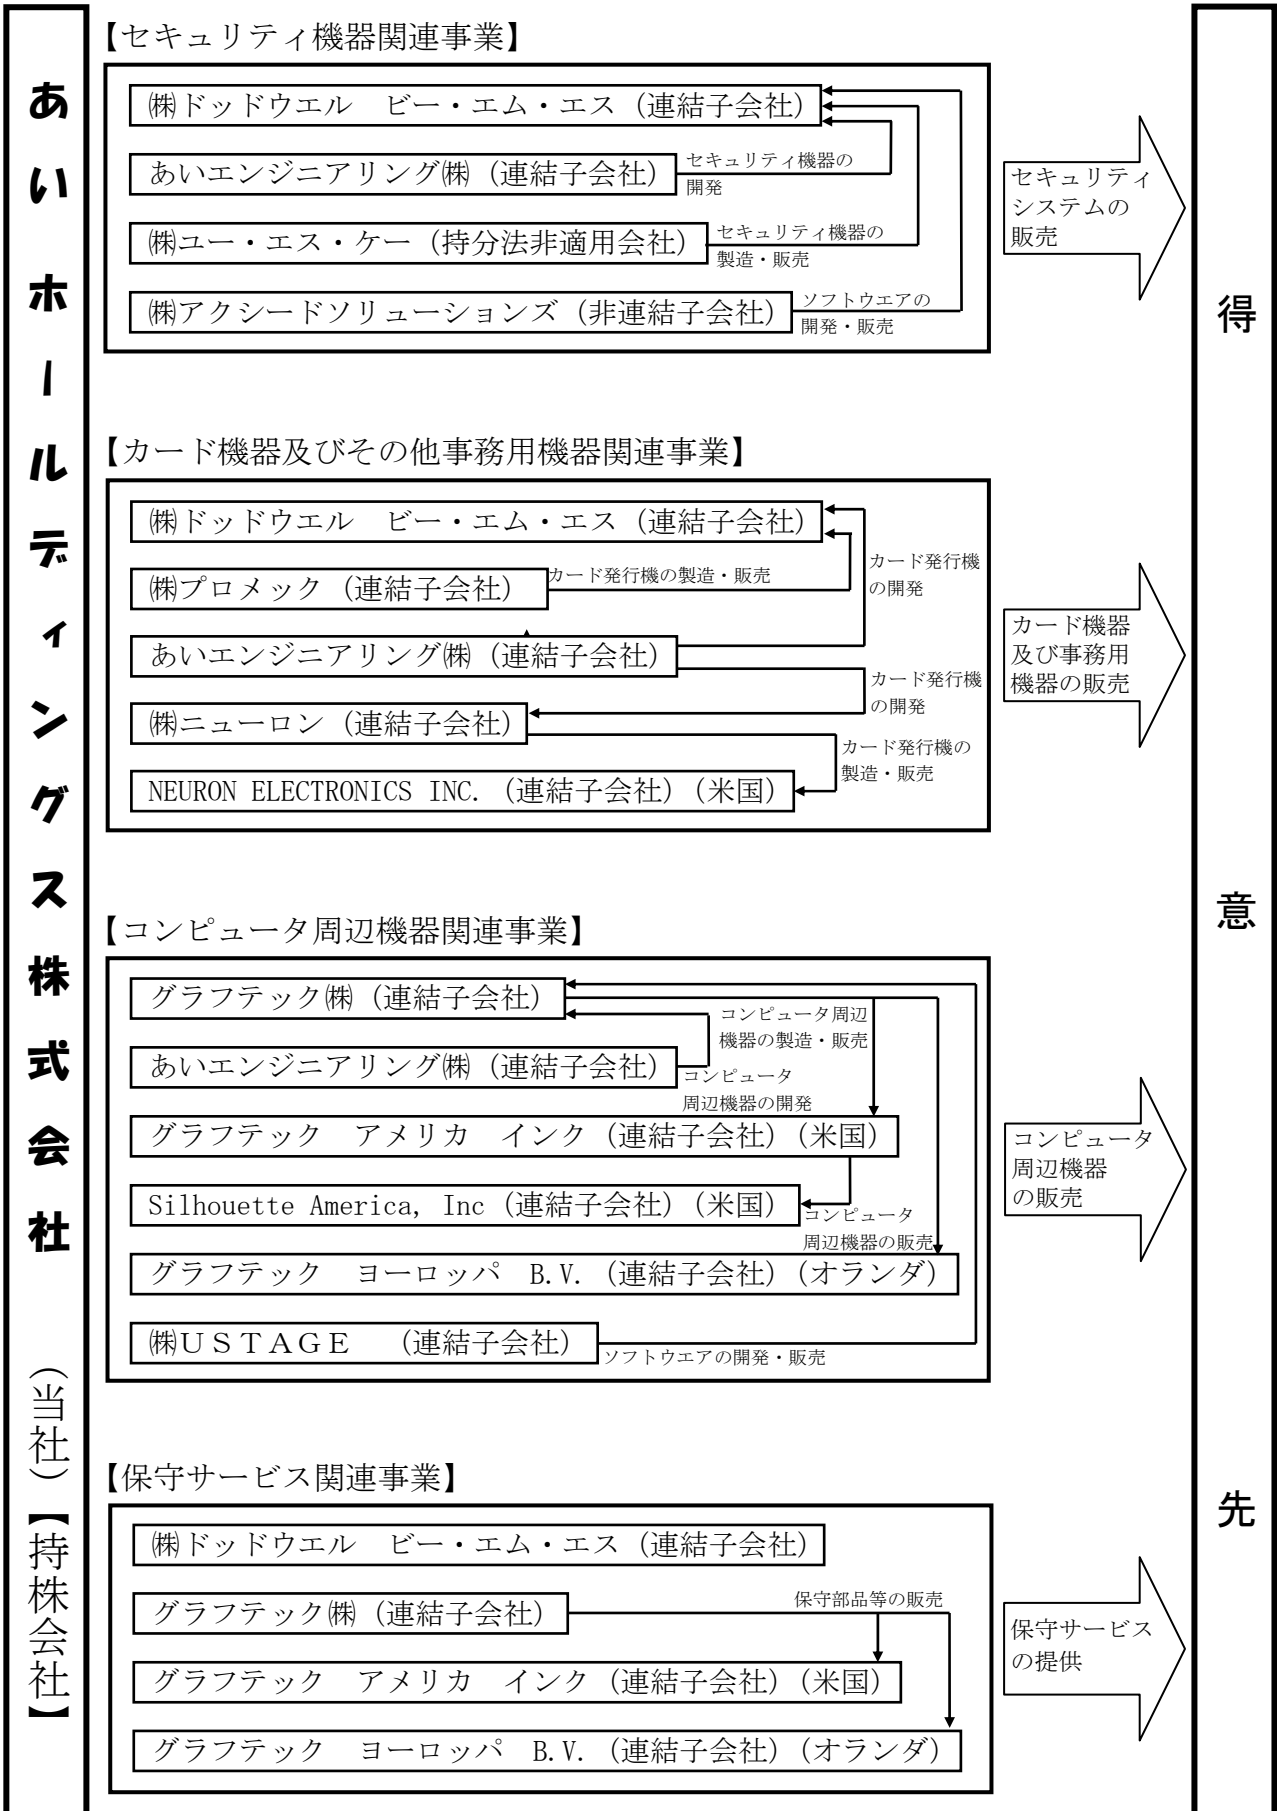 あいホールディングス株式会社（当社）【持株会社】
【セキュリティ機器関連事業】
㈱ドッドウエル　ビー・エム・エス（連結子会社）
あいエンジニアリング㈱（連結子会社）
セキュリティ機器の
開発
㈱ユー・エス・ケー（持分法非適用会社）
セキュリティ機器の
製造・販売
㈱アクシードソリューションズ（非連結子会社）
ソフトウエアの
開発・販売
セキュリティ
システムの
販売
【カード機器及びその他事務用機器関連事業】
㈱ドッドウエル　ビー・エム・エス（連結子会社）
㈱プロメック（連結子会社）
カード発行機の製造・販売
カード発行機
の開発
あいエンジニアリング㈱（連結子会社）
カード発行機
の開発
㈱ニューロン（連結子会社）
カード発行機の
製造・販売
NEURON ELECTRONICS INC.（連結子会社）（米国）
カード機器
及び事務用
機器の販売
【コンピュータ周辺機器関連事業】
グラフテック㈱（連結子会社）
コンピュータ周辺
機器の製造・販売
あいエンジニアリング㈱（連結子会社）
コンピュータ
周辺機器の開発
グラフテック　アメリカ　インク（連結子会社）（米国）
Silhouette America, Inc（連結子会社）（米国）
コンピュータ
周辺機器の販売
グラフテック　ヨーロッパ　B.V.（連結子会社）（オランダ）
㈱ＵＳＴＡＧＥ　（連結子会社）
ソフトウエアの開発・販売
コンピュータ
周辺機器
の販売
【保守サービス関連事業】
㈱ドッドウエル　ビー・エム・エス（連結子会社）
グラフテック㈱（連結子会社）
保守部品等の販売
グラフテック　アメリカ　インク（連結子会社）（米国）
グラフテック　ヨーロッパ　B.V.（連結子会社）（オランダ）
保守サービス
の提供
得意先